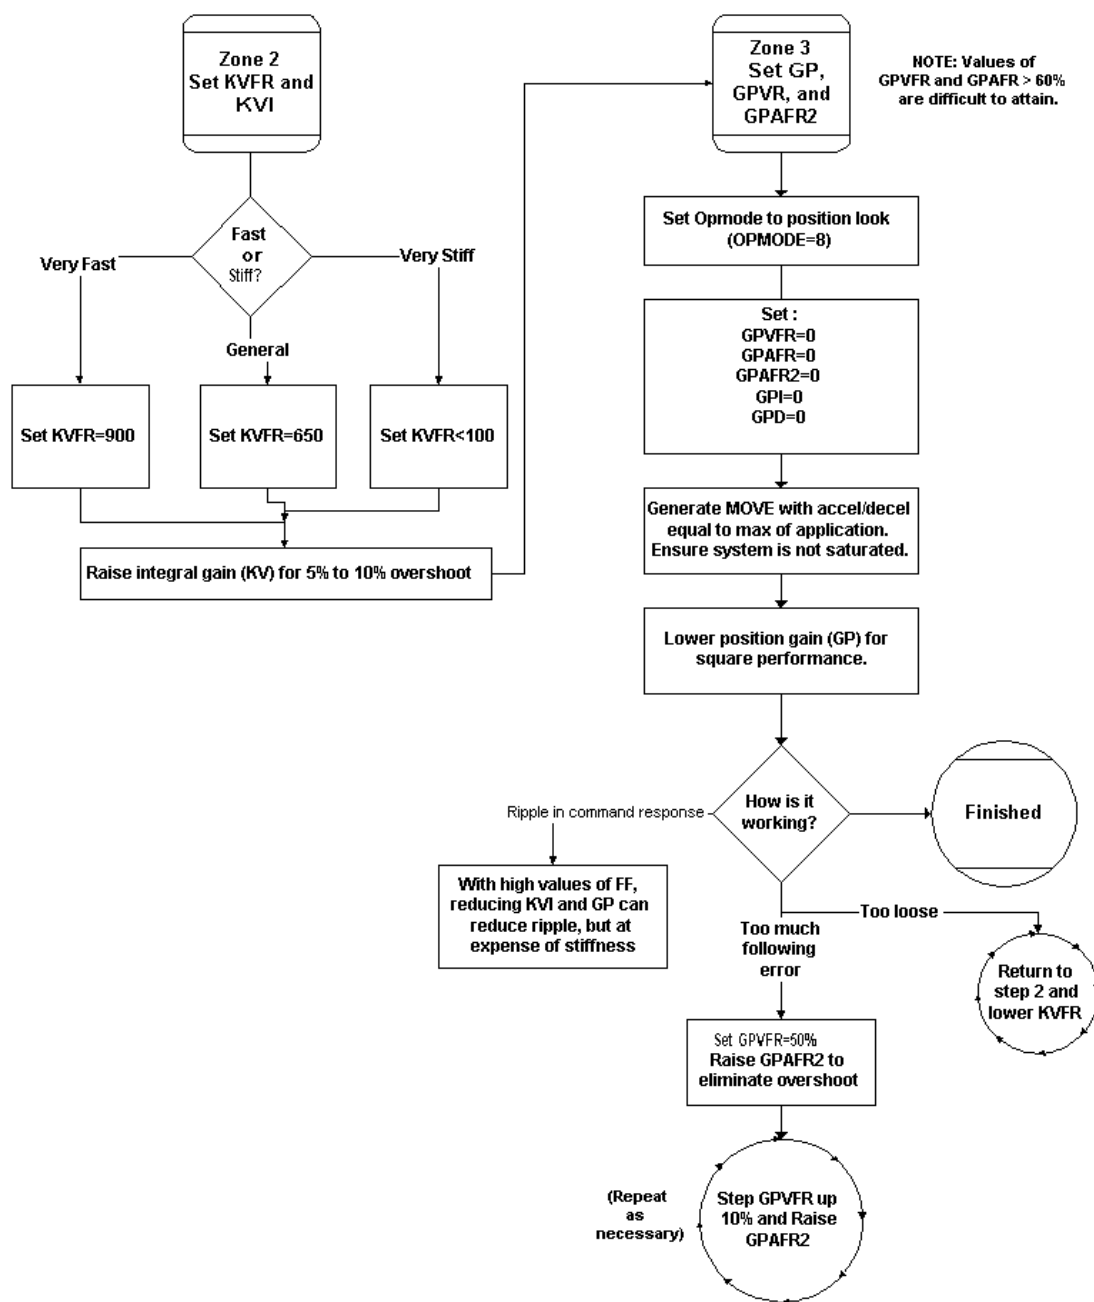 Zone 2
Set KVFR and
KVI
Fast
or
Stiff?
Very Fast
Very Stiff
General
Set KVFR=900
Set KVFR=650
Set KVFR<100
Raise integral gain (KV) for 5% to 10% overshoot
Zone 3
Set GP,
GPVR, and
GPAFR2
NOTE: Values of
GPVFR and GPAFR > 60%
are difficult to attain.
Set Opmode to position look
(OPMODE=8)
Set :
GPVFR=0
GPAFR=0
GPAFR2=0
GPI=0
GPD=0
Generate MOVE with accel/decel
equal to max of application.
Ensure system is not saturated.
Lower position gain (GP) for
square performance.
How is it
working?
Finished
Ripple in command response
With high values of FF,
reducing KVI and GP can
reduce ripple, but at
expense of stiffness
Too much
following
error
Too loose
Return to
step 2 and
lower KVFR
Set GPVFR=50%
Raise GPAFR2 to
eliminate overshoot
(Repeat
as
necessary)
Step GPVFR up
10% and Raise
GPAFR2